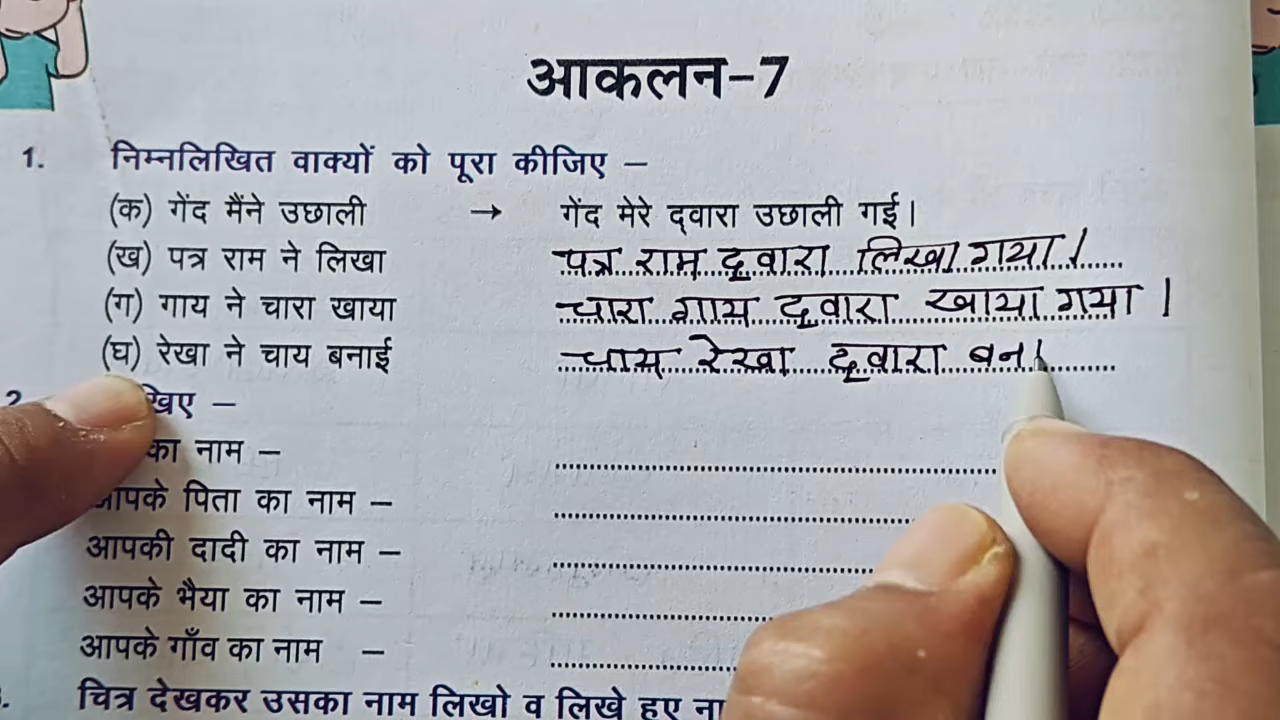 आकलन-7
1. निम्नलिखित वाक्यों को पूरा कीजिए –
(क) गेंद मैंने उछाली → गेंद मेरे द्वारा उछाली गई।
(ख) पत्र राम ने लिखा पत्र राम द्वारा लिखा गया।
(ग) गाय ने चारा खाया चारा गाय द्वारा खाया गया ।
(घ) रेखा ने चाय बनाई चाय रेखा द्वारा बना
का नाम –
आपके पिता का नाम –
आपकी दादी का नाम –
आपके भैया का नाम –
आपके गाँव का नाम –
चित्र देखकर उसका नाम लिखो व लिखे हुए